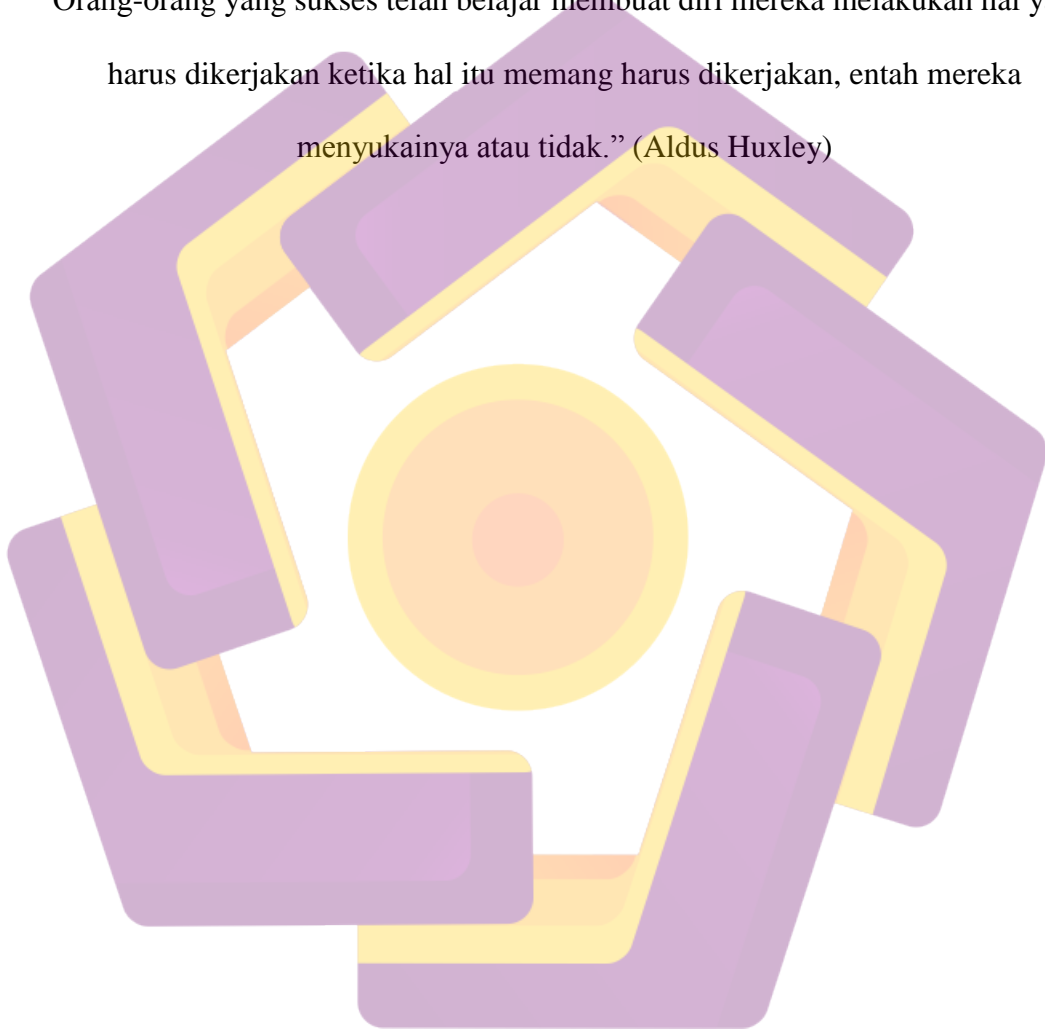 Orang-orang yang sukses telah belajar membuat diri mereka melakukan hal
harus dikerjakan ketika hal itu memang harus dikerjakan, entah mereka
menyukainya atau tidak.” (Aldus Huxley)